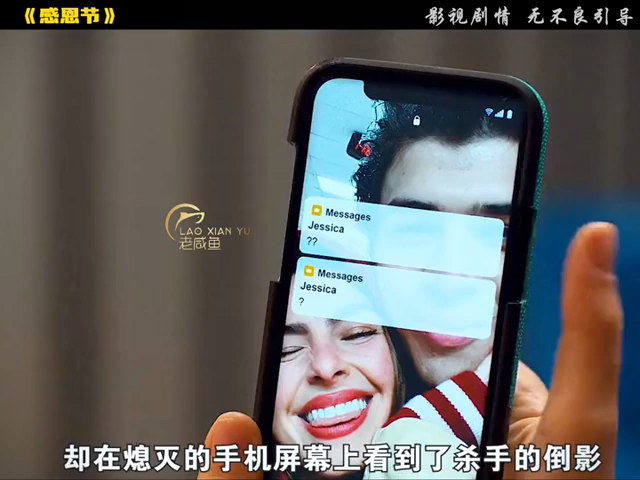 《感恩节》
影视剧情 无不良引导
Messages
Jessica
??
Messages
Jessica
?
LAO XIAN YU
老咸鱼
却在熄灭的手机屏幕上看到了杀手的倒影